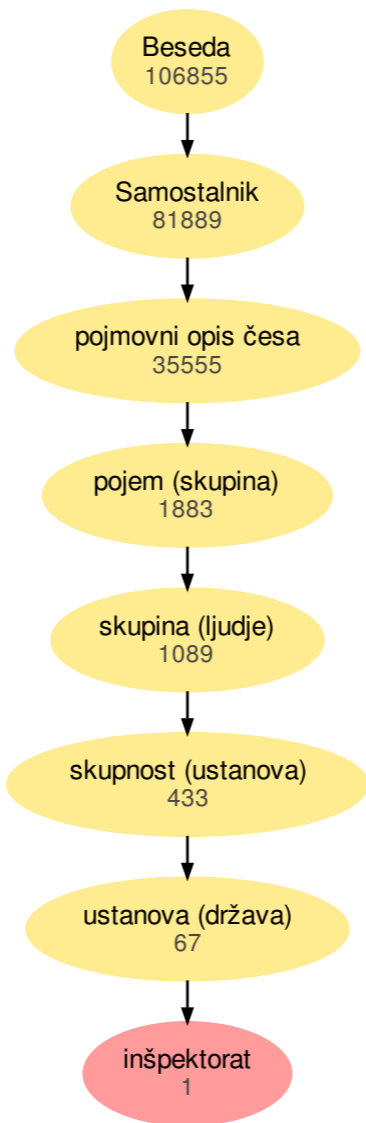 Beseda
106855
Samostalnik
81889
pojmovni opis česa
35555
pojem (skupina)
1883
skupina (ljudje)
1089
skupnost (ustanova)
433
ustanova (država)
67
inšpektorat
1